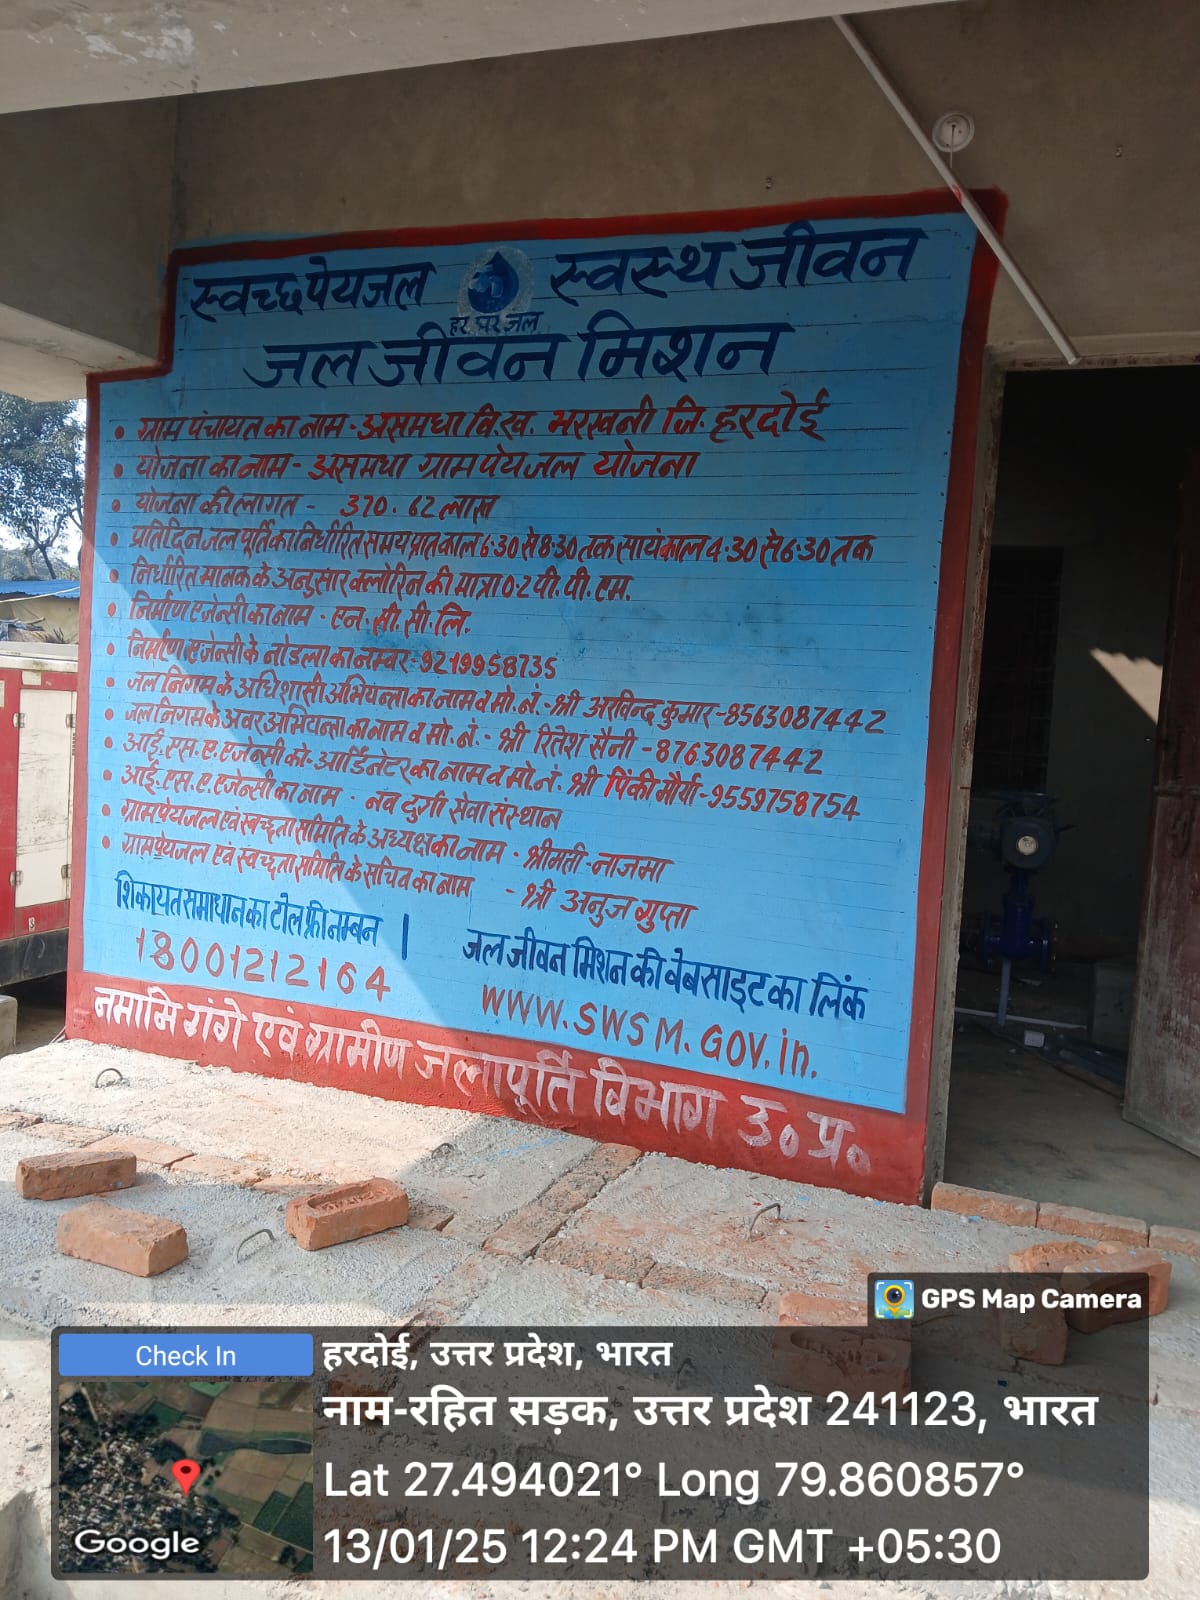 स्वच्छ पेयजल स्वस्थ जीवन
हर घर जल
जल जीवन मिशन
• ग्राम पंचायत का नाम - असमधा वि.ख. भरखनी जि. हरदोई
• योजना का नाम - असमधा ग्राम पेयजल योजना
• योजना की लागत - 370.62 लाख
• प्रतिदिन जल पूर्ति का निर्धारित समय प्रातकाल 6.30 से 8.30 तक सायंकाल 4.30 से 6.30 तक
• निर्धारित मानक के अनुसार क्लोरिन की मात्रा 0.2 पी.पी.एम.
• निर्माण एजेन्सी का नाम - एन.सी.सी.लि.
• निर्माण एजेन्सी के नोडल का नम्बर - 9219958735
• जल निगम के अधिशासी अभियन्ता का नाम व मो.नं. - श्री अरविन्द कुमार - 8563087442
• जल निगम के अवर अभियन्ता का नाम व मो.नं. - श्री रितेश सैनी - 8763087442
• आई.एस.ए. एजेन्सी को-आर्डिनेटर का नाम व मो.नं. श्री पिंकी मौर्या - 9559758754
• आई.एस.ए. एजेन्सी का नाम - नव दुर्गा सेवा संस्थान
• ग्राम पेयजल एवं स्वच्छता समिति के अध्यक्ष का नाम - श्रीमती - नाजमा
• ग्राम पेयजल एवं स्वच्छता समिति के सचिव का नाम - श्री अनुज गुप्ता
शिकायत समाधान का टोल फ्री नम्बन |
18001212164
जल जीवन मिशन की वेबसाइट का लिंक
WWW.SWSM.GOV.in.
नमामि गंगे एवं ग्रामीण जलापूर्ति विभाग उ० प्र०
GPS Map Camera
Check In
हरदोई, उत्तर प्रदेश, भारत
नाम-रहित सड़क, उत्तर प्रदेश 241123, भारत
Lat 27.494021° Long 79.860857°
13/01/25 12:24 PM GMT +05:30
Google